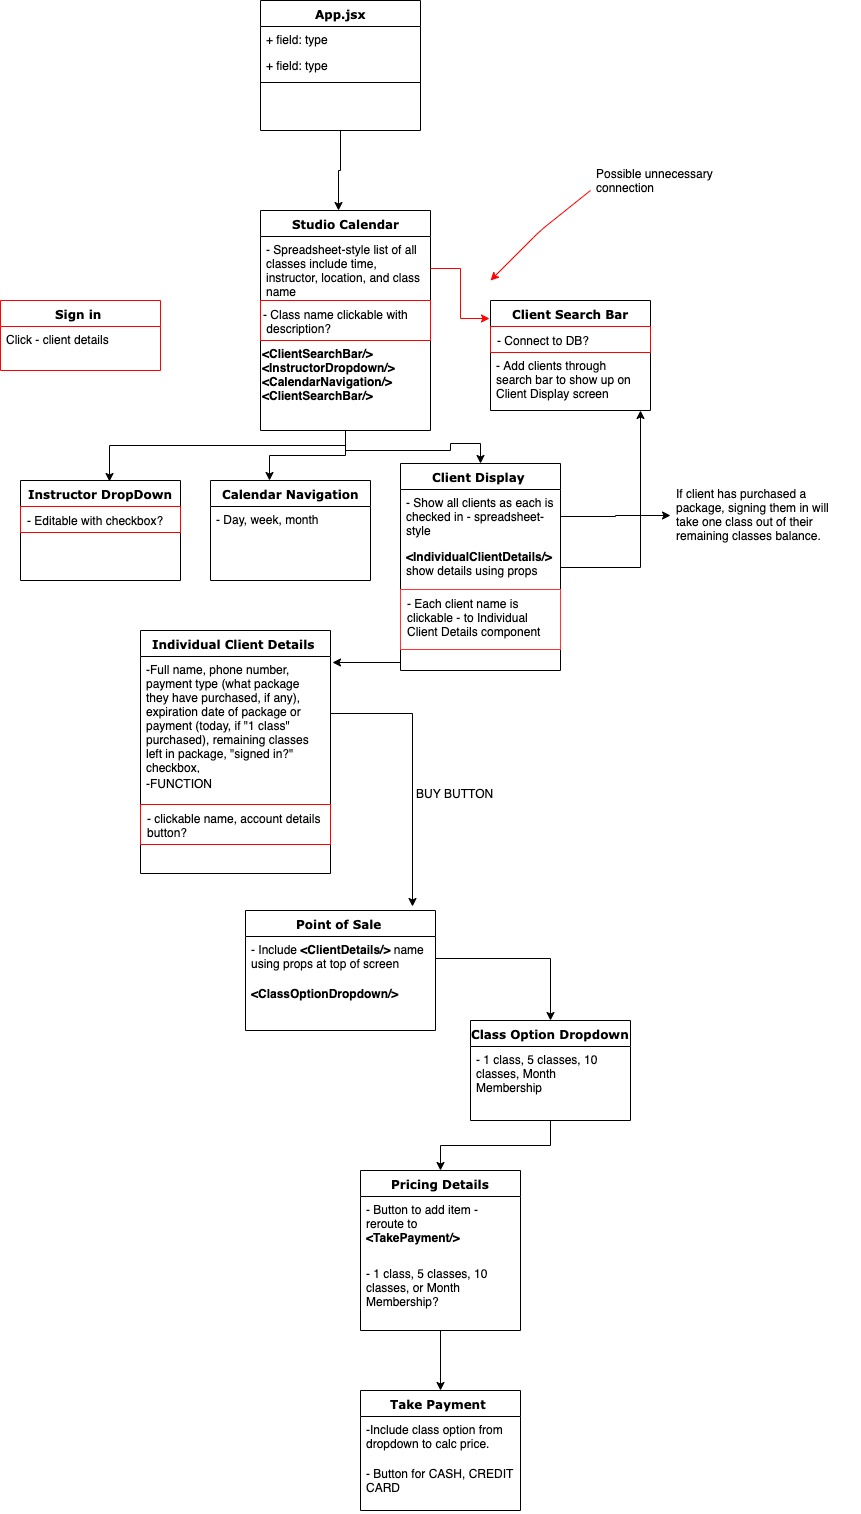 App.jsx
+ field: type
+ field: type
Possible unnecessary
connection
Studio Calendar
- Spreadsheet-style list of all
classes include time,
instructor, location, and class
name
- Class name clickable with
description?
<ClientSearchBar/>
<InstructorDropdown/>
<CalendarNavigation/>
<ClientSearchBar/>
Sign in
Click - client details
Client Search Bar
- Connect to DB?
- Add clients through
search bar to show up on
Client Display screen
Instructor DropDown
- Editable with checkbox?
Calendar Navigation
- Day, week, month
Client Display
- Show all clients as each is
checked in - spreadsheet-
style
<IndividualClientDetails/>
show details using props
- Each client name is
clickable - to Individual
Client Details component
If client has purchased a
package, signing them in will
take one class out of their
remaining classes balance.
Individual Client Details
-Full name, phone number,
payment type (what package
they have purchased, if any),
expiration date of package or
payment (today, if "1 class"
purchased), remaining classes
left in package, "signed in?"
checkbox,
-FUNCTION
- clickable name, account details
button?
BUY BUTTON
Point of Sale
- Include <ClientDetails/> name
using props at top of screen
<ClassOptionDropdown/>
Class Option Dropdown
- 1 class, 5 classes, 10
classes, Month
Membership
Pricing Details
- Button to add item -
reroute to
<TakePayment/>
- 1 class, 5 classes, 10
classes, or Month
Membership?
Take Payment
-Include class option from
dropdown to calc price.
- Button for CASH, CREDIT
CARD